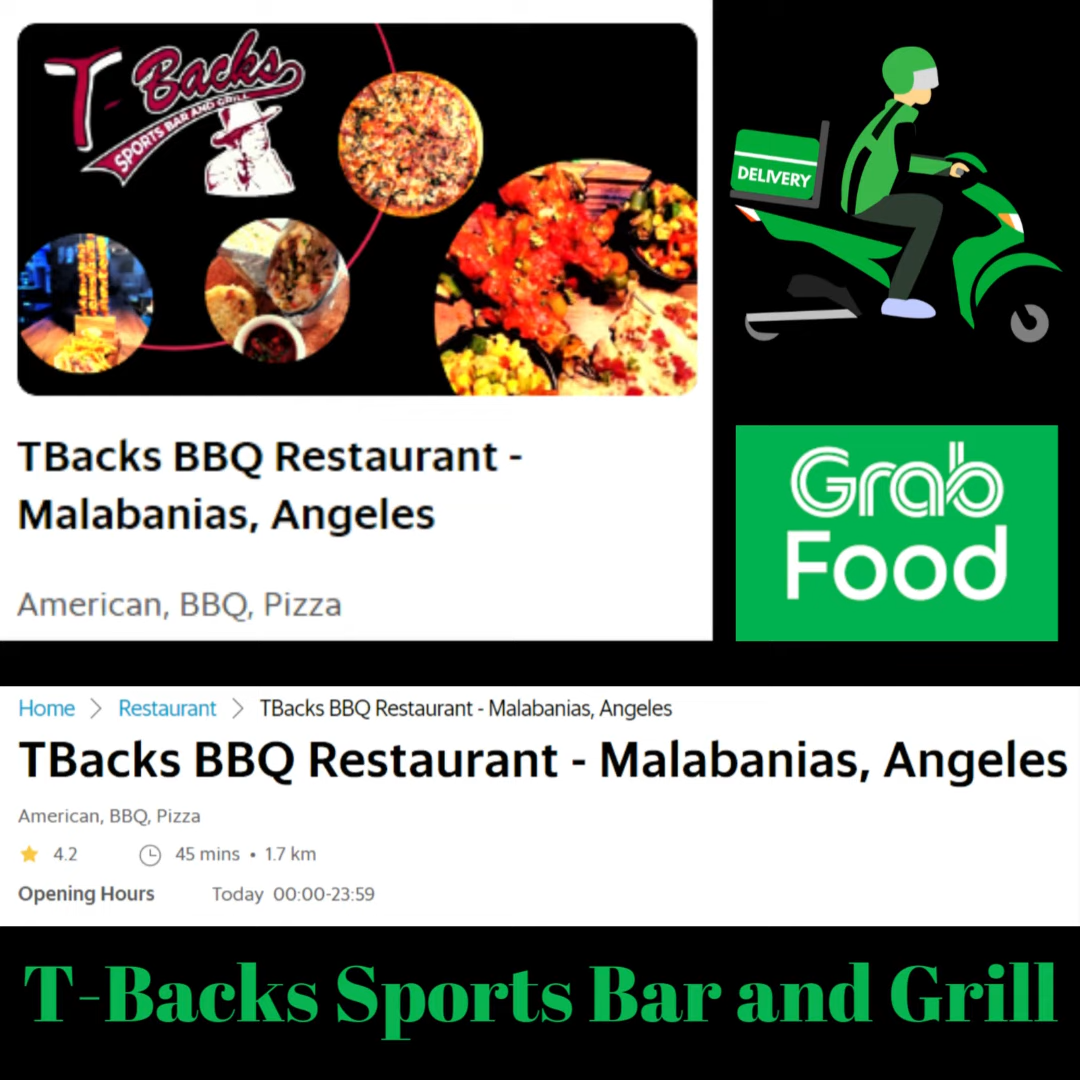 T-Backs
SPORTS BAR AND GRILL
DELIVERY
TBacks BBQ Restaurant -
Malabanias, Angeles
American, BBQ, Pizza
Grab
Food
Home > Restaurant > TBacks BBQ Restaurant - Malabanias, Angeles
TBacks BBQ Restaurant - Malabanias, Angeles
American, BBQ, Pizza
4.2 45 mins • 1.7 km
Opening Hours Today 00:00-23:59
T-Backs Sports Bar and Grill